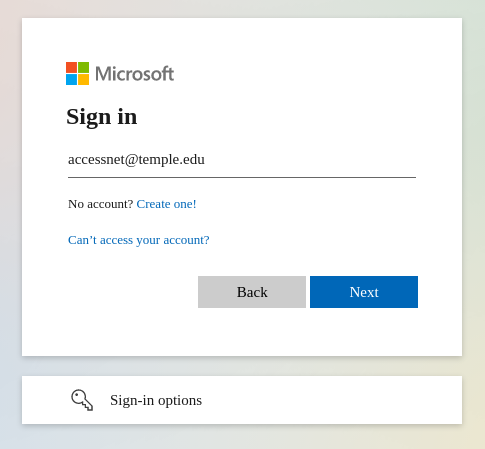 Microsoft
Sign in
accessnet@temple.edu
No account? Create one!
Can’t access your account?
Back Next
Sign-in options